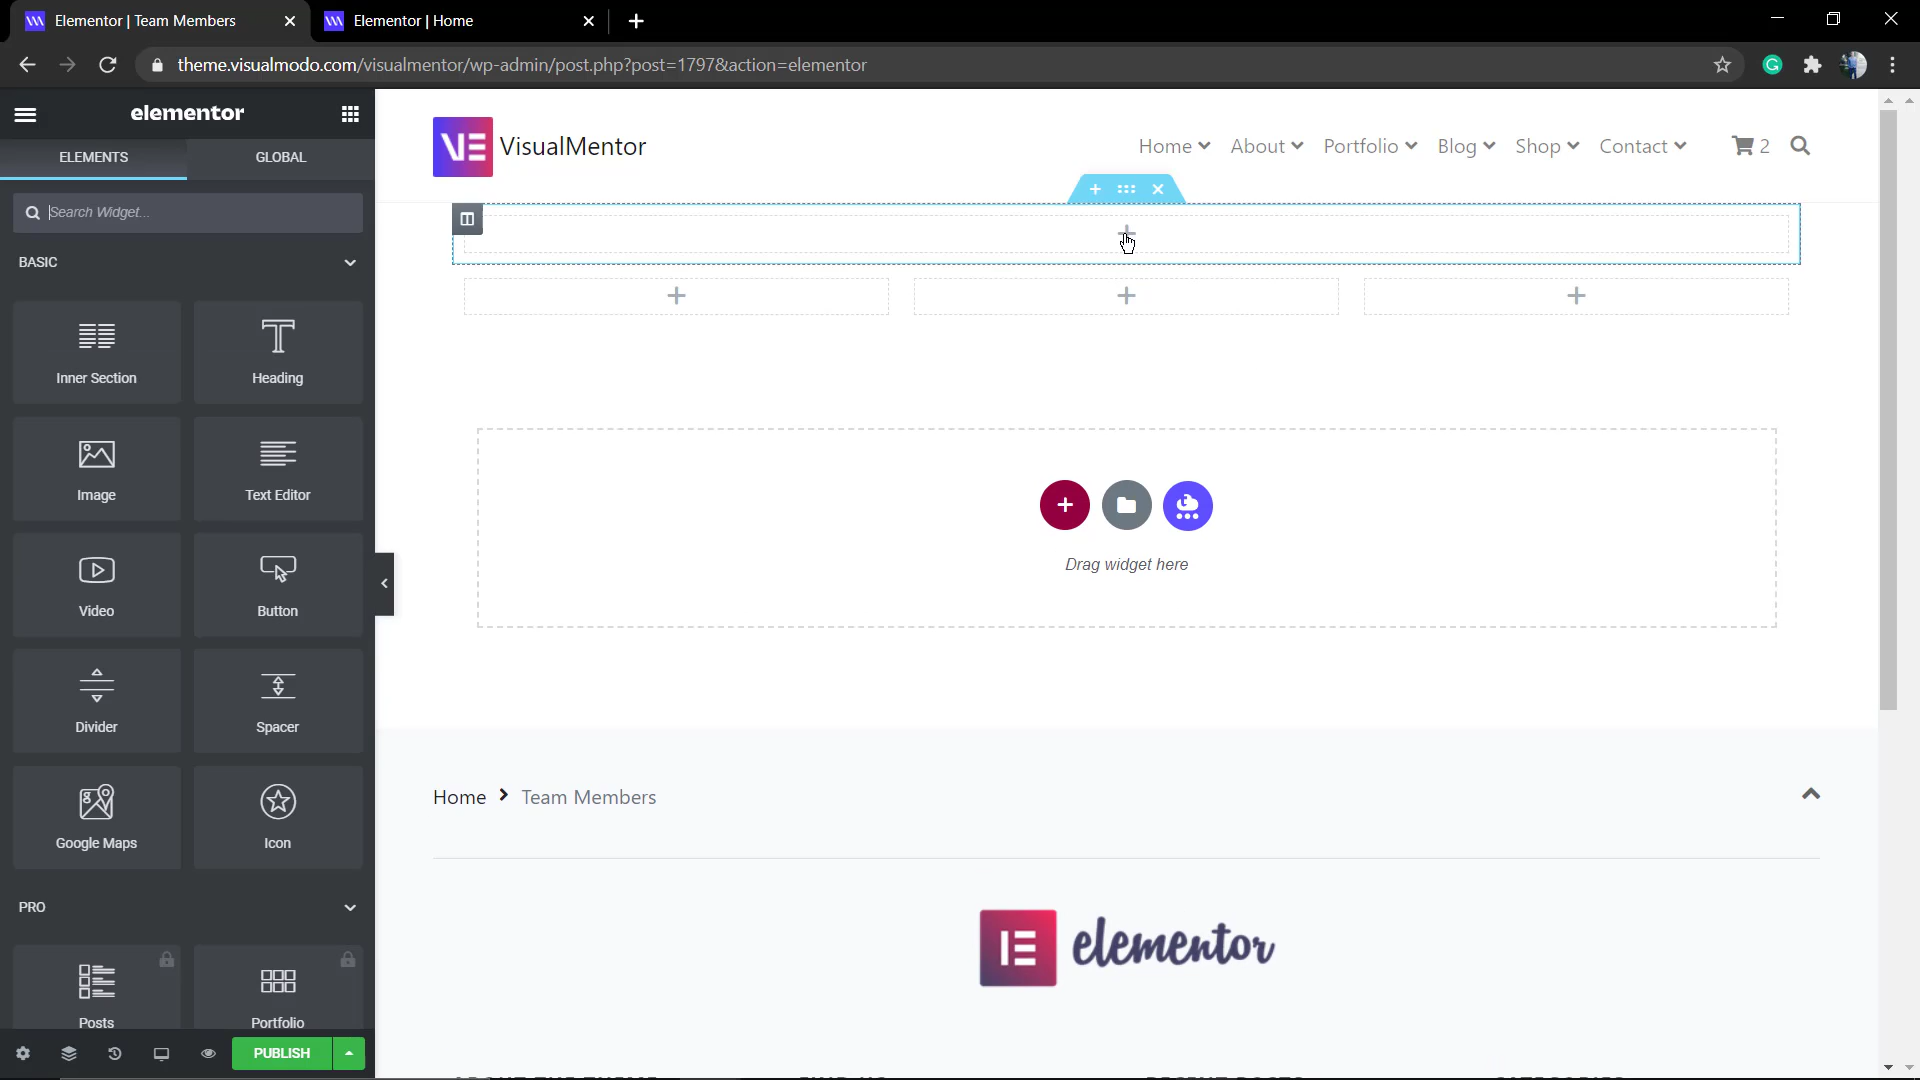 Elementor | Team Members
Elementor | Home
theme.visualmodo.com/visualmentor/wp-admin/post.php?post=1797&action=elementor
elementor
ELEMENTS
GLOBAL
Search Widget...
BASIC
Inner Section
Heading
Image
Text Editor
Video
Button
Divider
Spacer
Google Maps
Icon
PRO
Posts
Portfolio
PUBLISH
VE VisualMentor
Home
About
Portfolio
Blog
Shop
Contact
2
Drag widget here
Home > Team Members
elementor